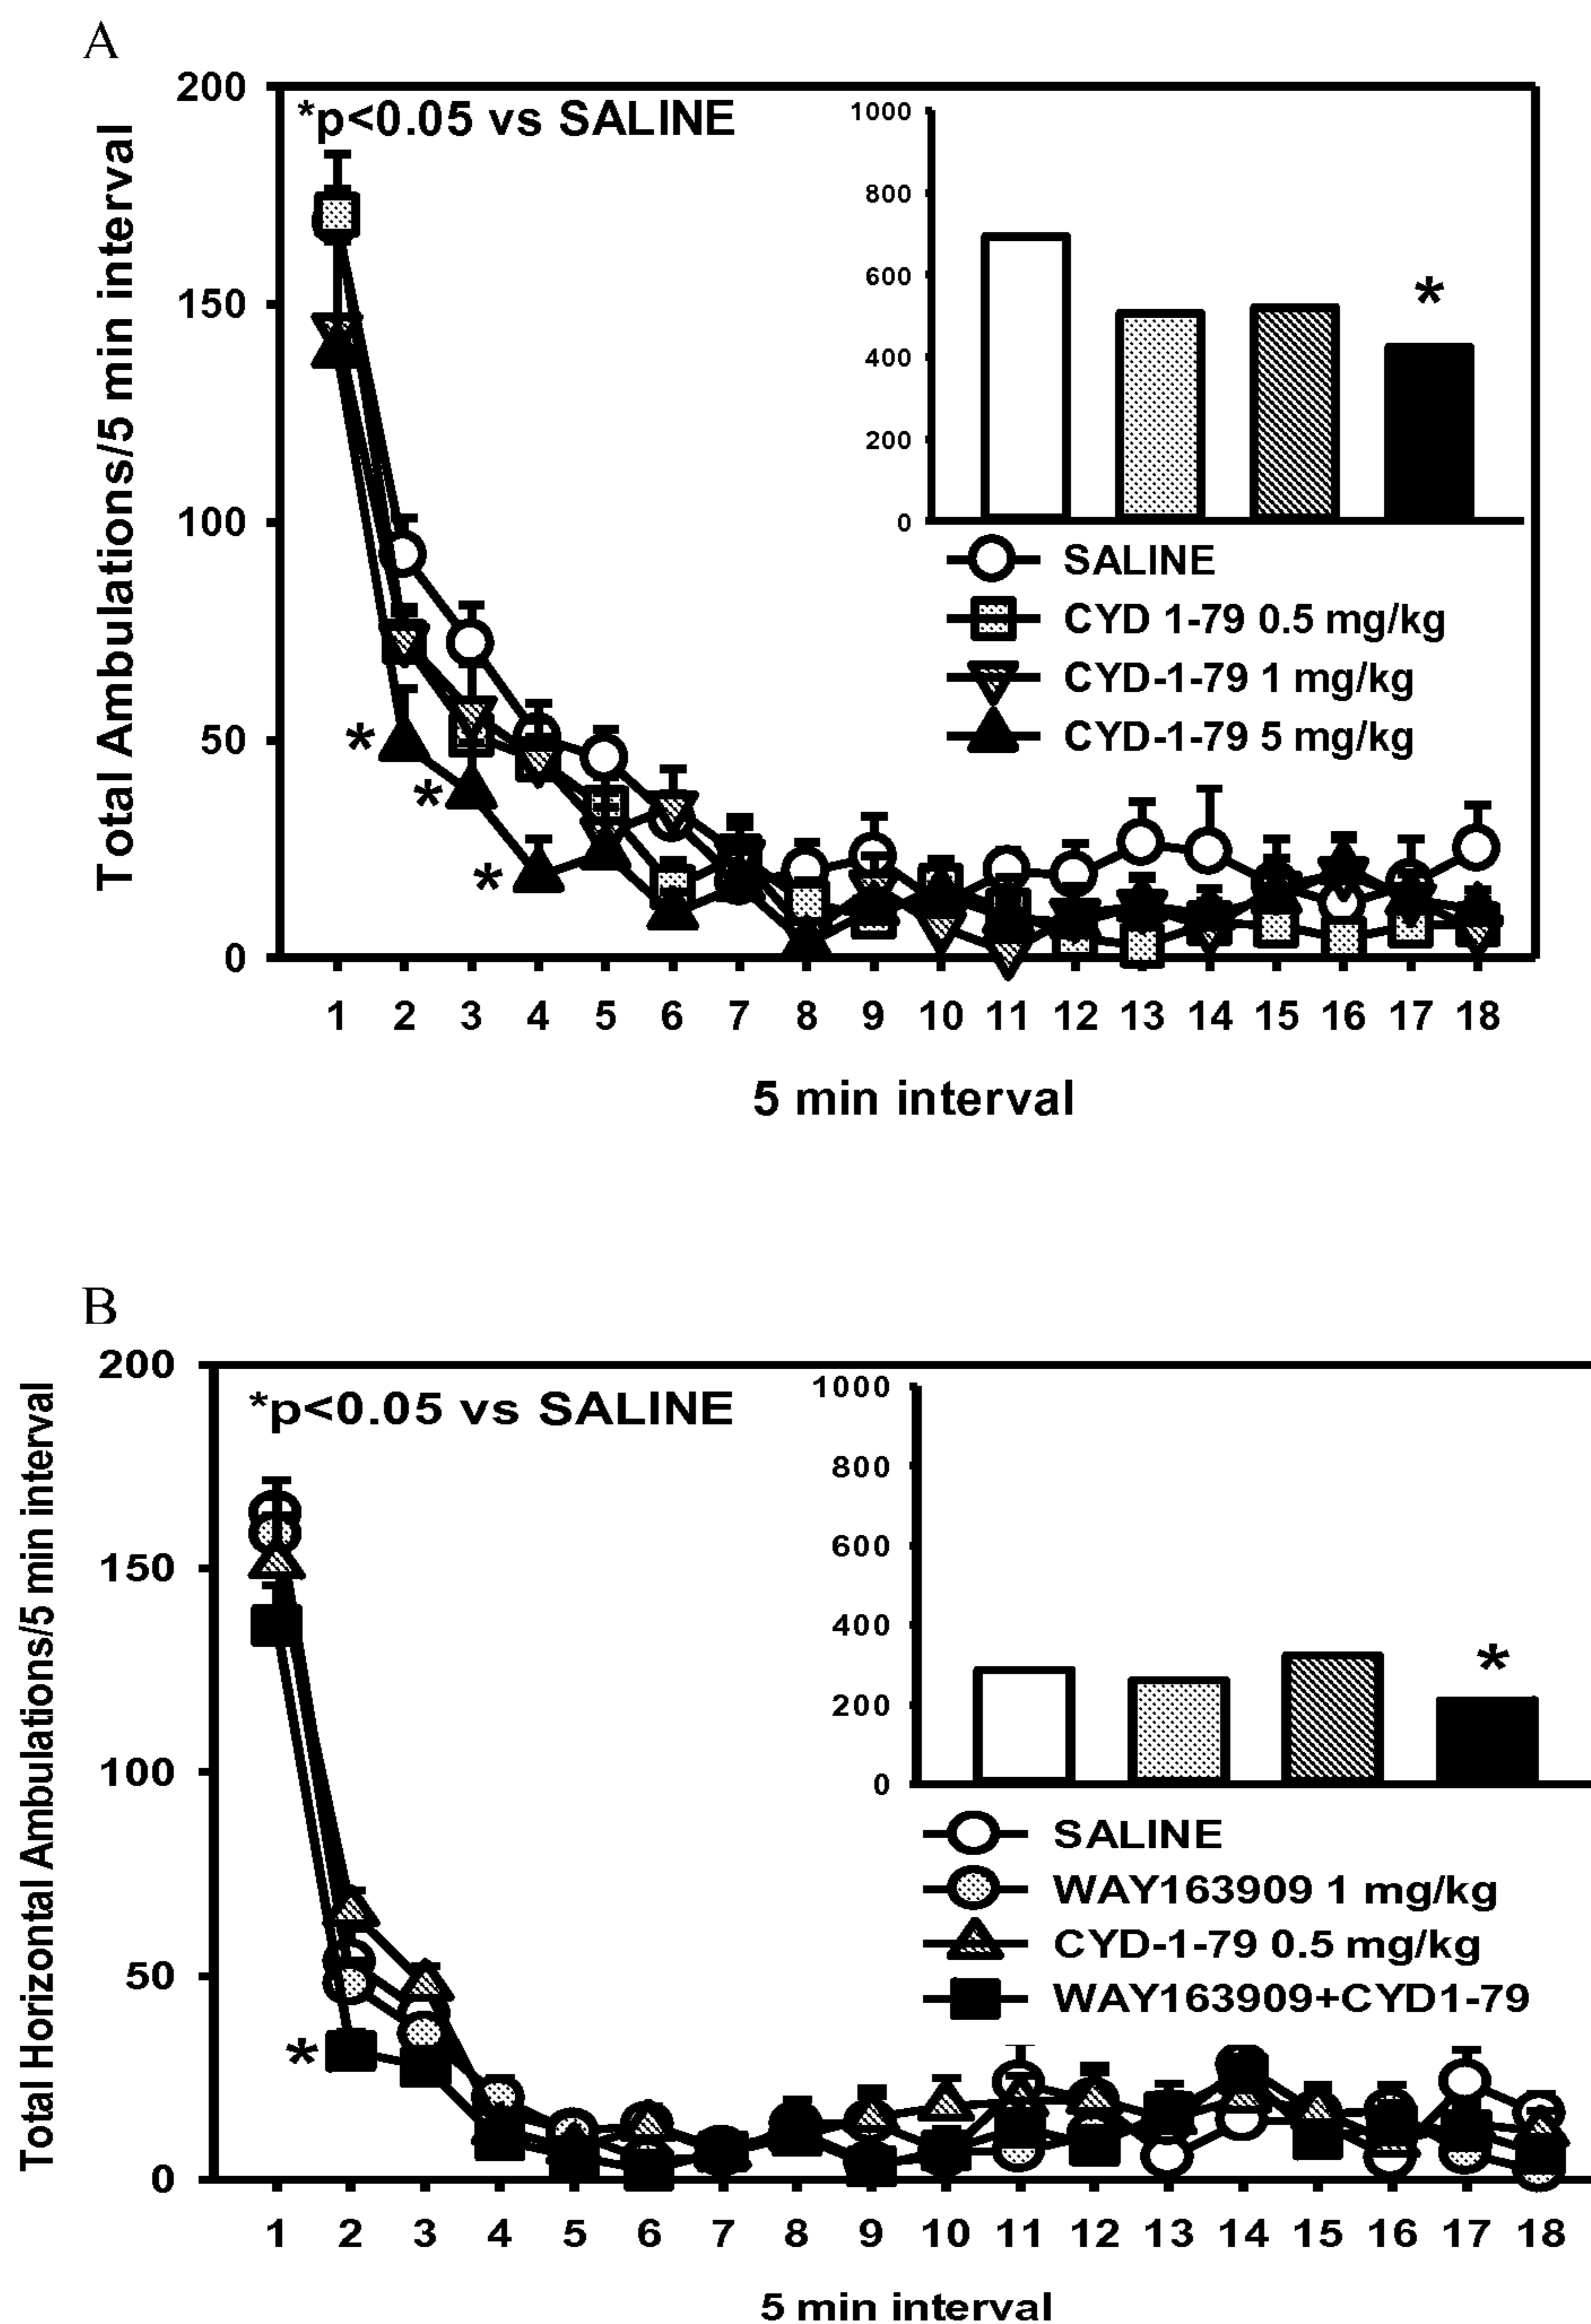 A
Total Ambulations/5 min interval
200
150
100
50
0
*p<0.05 vs SALINE
1000
800
600
400
200
0
*
SALINE
CYD 1-79 0.5 mg/kg
CYD-1-79 1 mg/kg
CYD-1-79 5 mg/kg
*
*
*
1 2 3 4 5 6 7 8 9 10 11 12 13 14 15 16 17 18
5 min interval
B
Total Horizontal Ambulations/5 min interval
200
150
100
50
0
*p<0.05 vs SALINE
1000
800
600
400
200
0
*
SALINE
WAY163909 1 mg/kg
CYD-1-79 0.5 mg/kg
WAY163909+CYD1-79
*
1 2 3 4 5 6 7 8 9 10 11 12 13 14 15 16 17 18
5 min interval